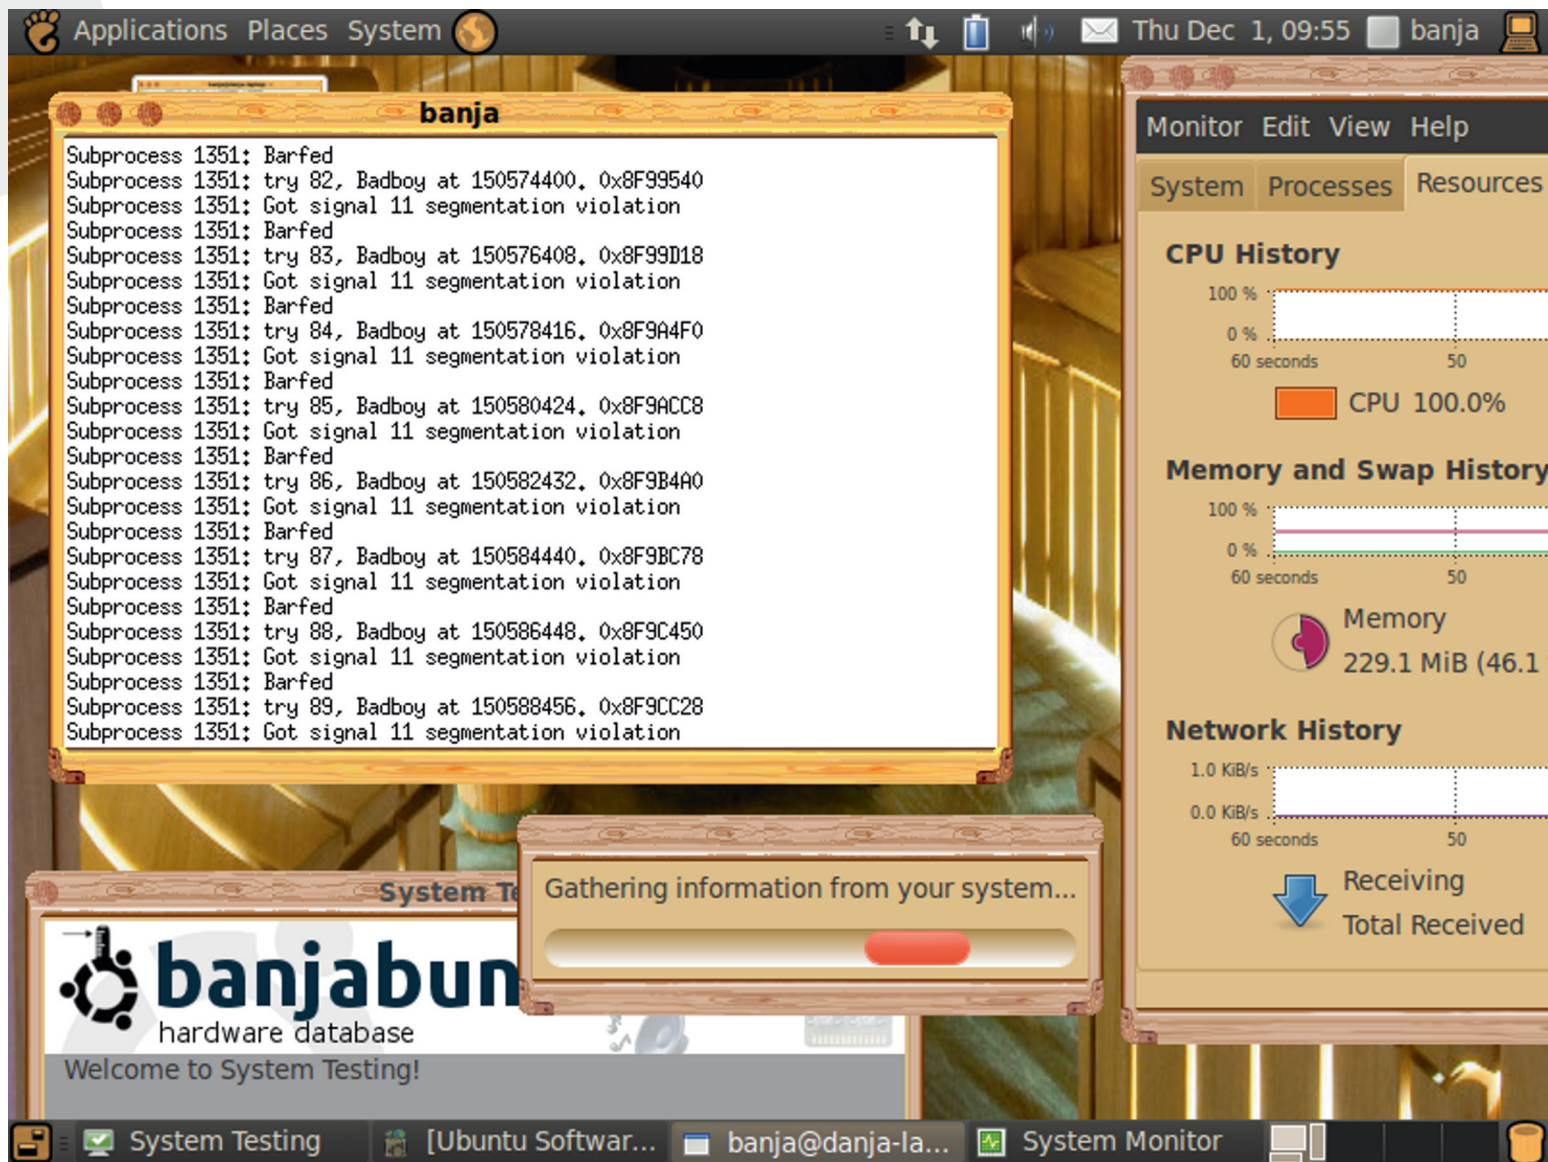 Applications Places System
Thu Dec 1, 09:55 banja
banja
Subprocess 1351: Barfed
Subprocess 1351: try 82, Badboy at 150574400. 0x8F99540
Subprocess 1351: Got signal 11 segmentation violation
Subprocess 1351: Barfed
Subprocess 1351: try 83, Badboy at 150576408. 0x8F99D18
Subprocess 1351: Got signal 11 segmentation violation
Subprocess 1351: Barfed
Subprocess 1351: try 84, Badboy at 150578416. 0x8F9A4F0
Subprocess 1351: Got signal 11 segmentation violation
Subprocess 1351: Barfed
Subprocess 1351: try 85, Badboy at 150580424. 0x8F9ACC8
Subprocess 1351: Got signal 11 segmentation violation
Subprocess 1351: Barfed
Subprocess 1351: try 86, Badboy at 150582432. 0x8F9B4A0
Subprocess 1351: Got signal 11 segmentation violation
Subprocess 1351: Barfed
Subprocess 1351: try 87, Badboy at 150584440. 0x8F9BC78
Subprocess 1351: Got signal 11 segmentation violation
Subprocess 1351: Barfed
Subprocess 1351: try 88, Badboy at 150586448. 0x8F9C450
Subprocess 1351: Got signal 11 segmentation violation
Subprocess 1351: Barfed
Subprocess 1351: try 89, Badboy at 150588456. 0x8F9CC28
Subprocess 1351: Got signal 11 segmentation violation
Monitor Edit View Help
System Processes Resources
CPU History
100 %
0 %
60 seconds 50
CPU 100.0%
Memory and Swap History
100 %
0 %
60 seconds 50
Memory
229.1 MiB (46.1
Network History
1.0 KiB/s
0.0 KiB/s
60 seconds 50
Receiving
Total Received
Gathering information from your system...
System Te
banjabun
hardware database
Welcome to System Testing!
System Testing
[Ubuntu Softwar...
banja@danja-la...
System Monitor